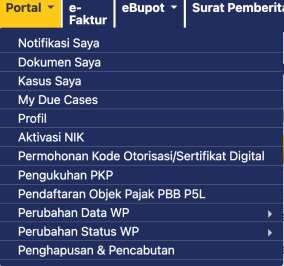 Portal
e-
Faktur
eBupot
Surat Pemberita
Notifikasi Saya
Dokumen Saya
Kasus Saya
My Due Cases
Profil
Aktivasi NIK
Permohonan Kode Otorisasi/Sertifikat Digital
Pengukuhan PKP
Pendaftaran Objek Pajak PBB P5L
Perubahan Data WP
Perubahan Status WP
Penghapusan & Pencabutan